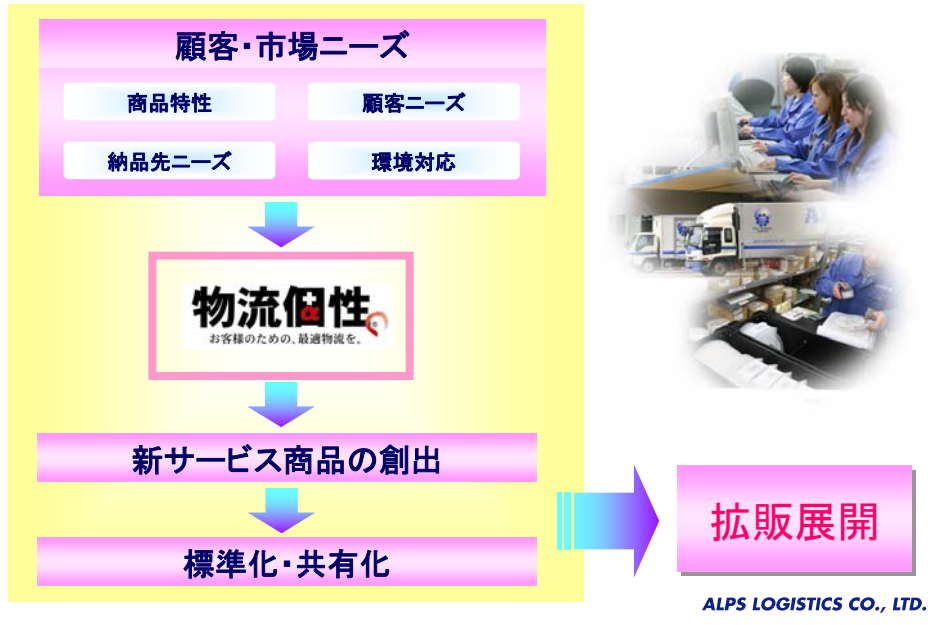 顧客・市場ニーズ
商品特性
顧客ニーズ
納品先ニーズ
環境対応
物流個性
お客様のための、最適物流を。
新サービス商品の創出
標準化・共有化
拡販展開
ALPS LOGISTICS CO., LTD.